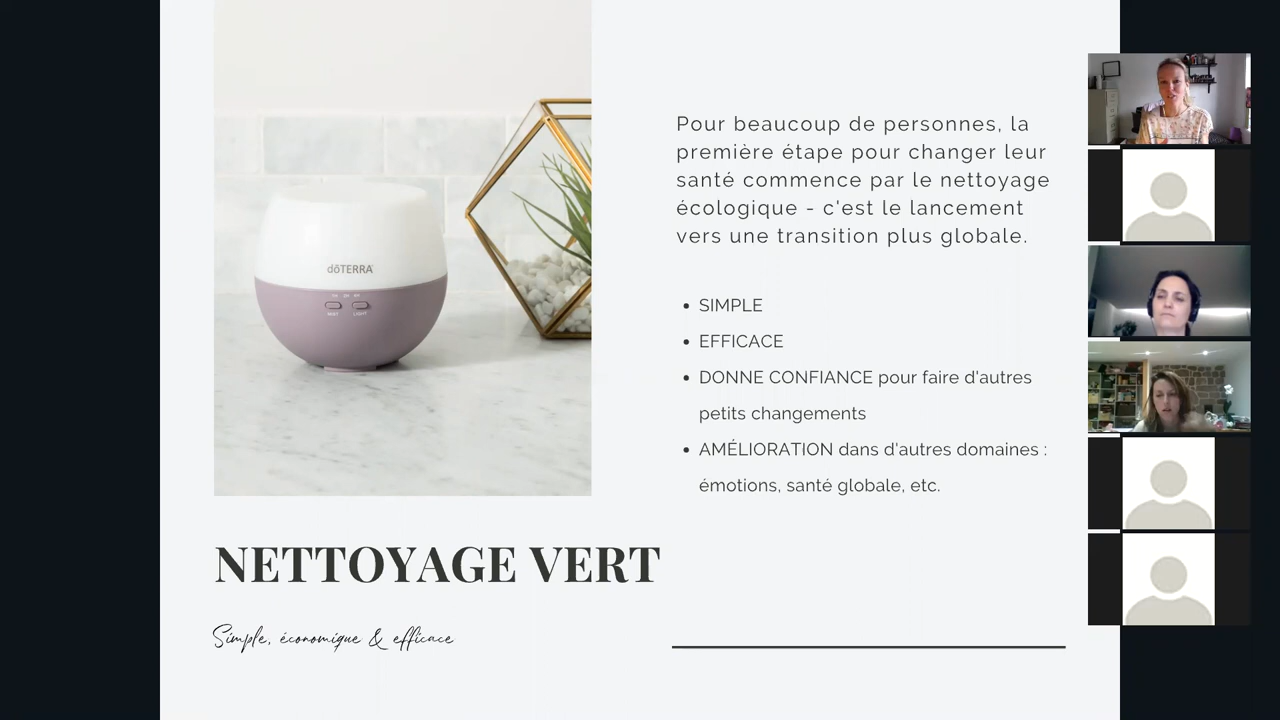 Pour beaucoup de personnes, la
première étape pour changer leur
santé commence par le nettoyage
écologique - c'est le lancement
vers une transition plus globale.
• SIMPLE
• EFFICACE
• DONNE CONFIANCE pour faire d'autres
petits changements
• AMÉLIORATION dans d'autres domaines :
émotions, santé globale, etc.
dōTERRA
MIST LIGHT
NETTOYAGE VERT
Simple, économique & efficace